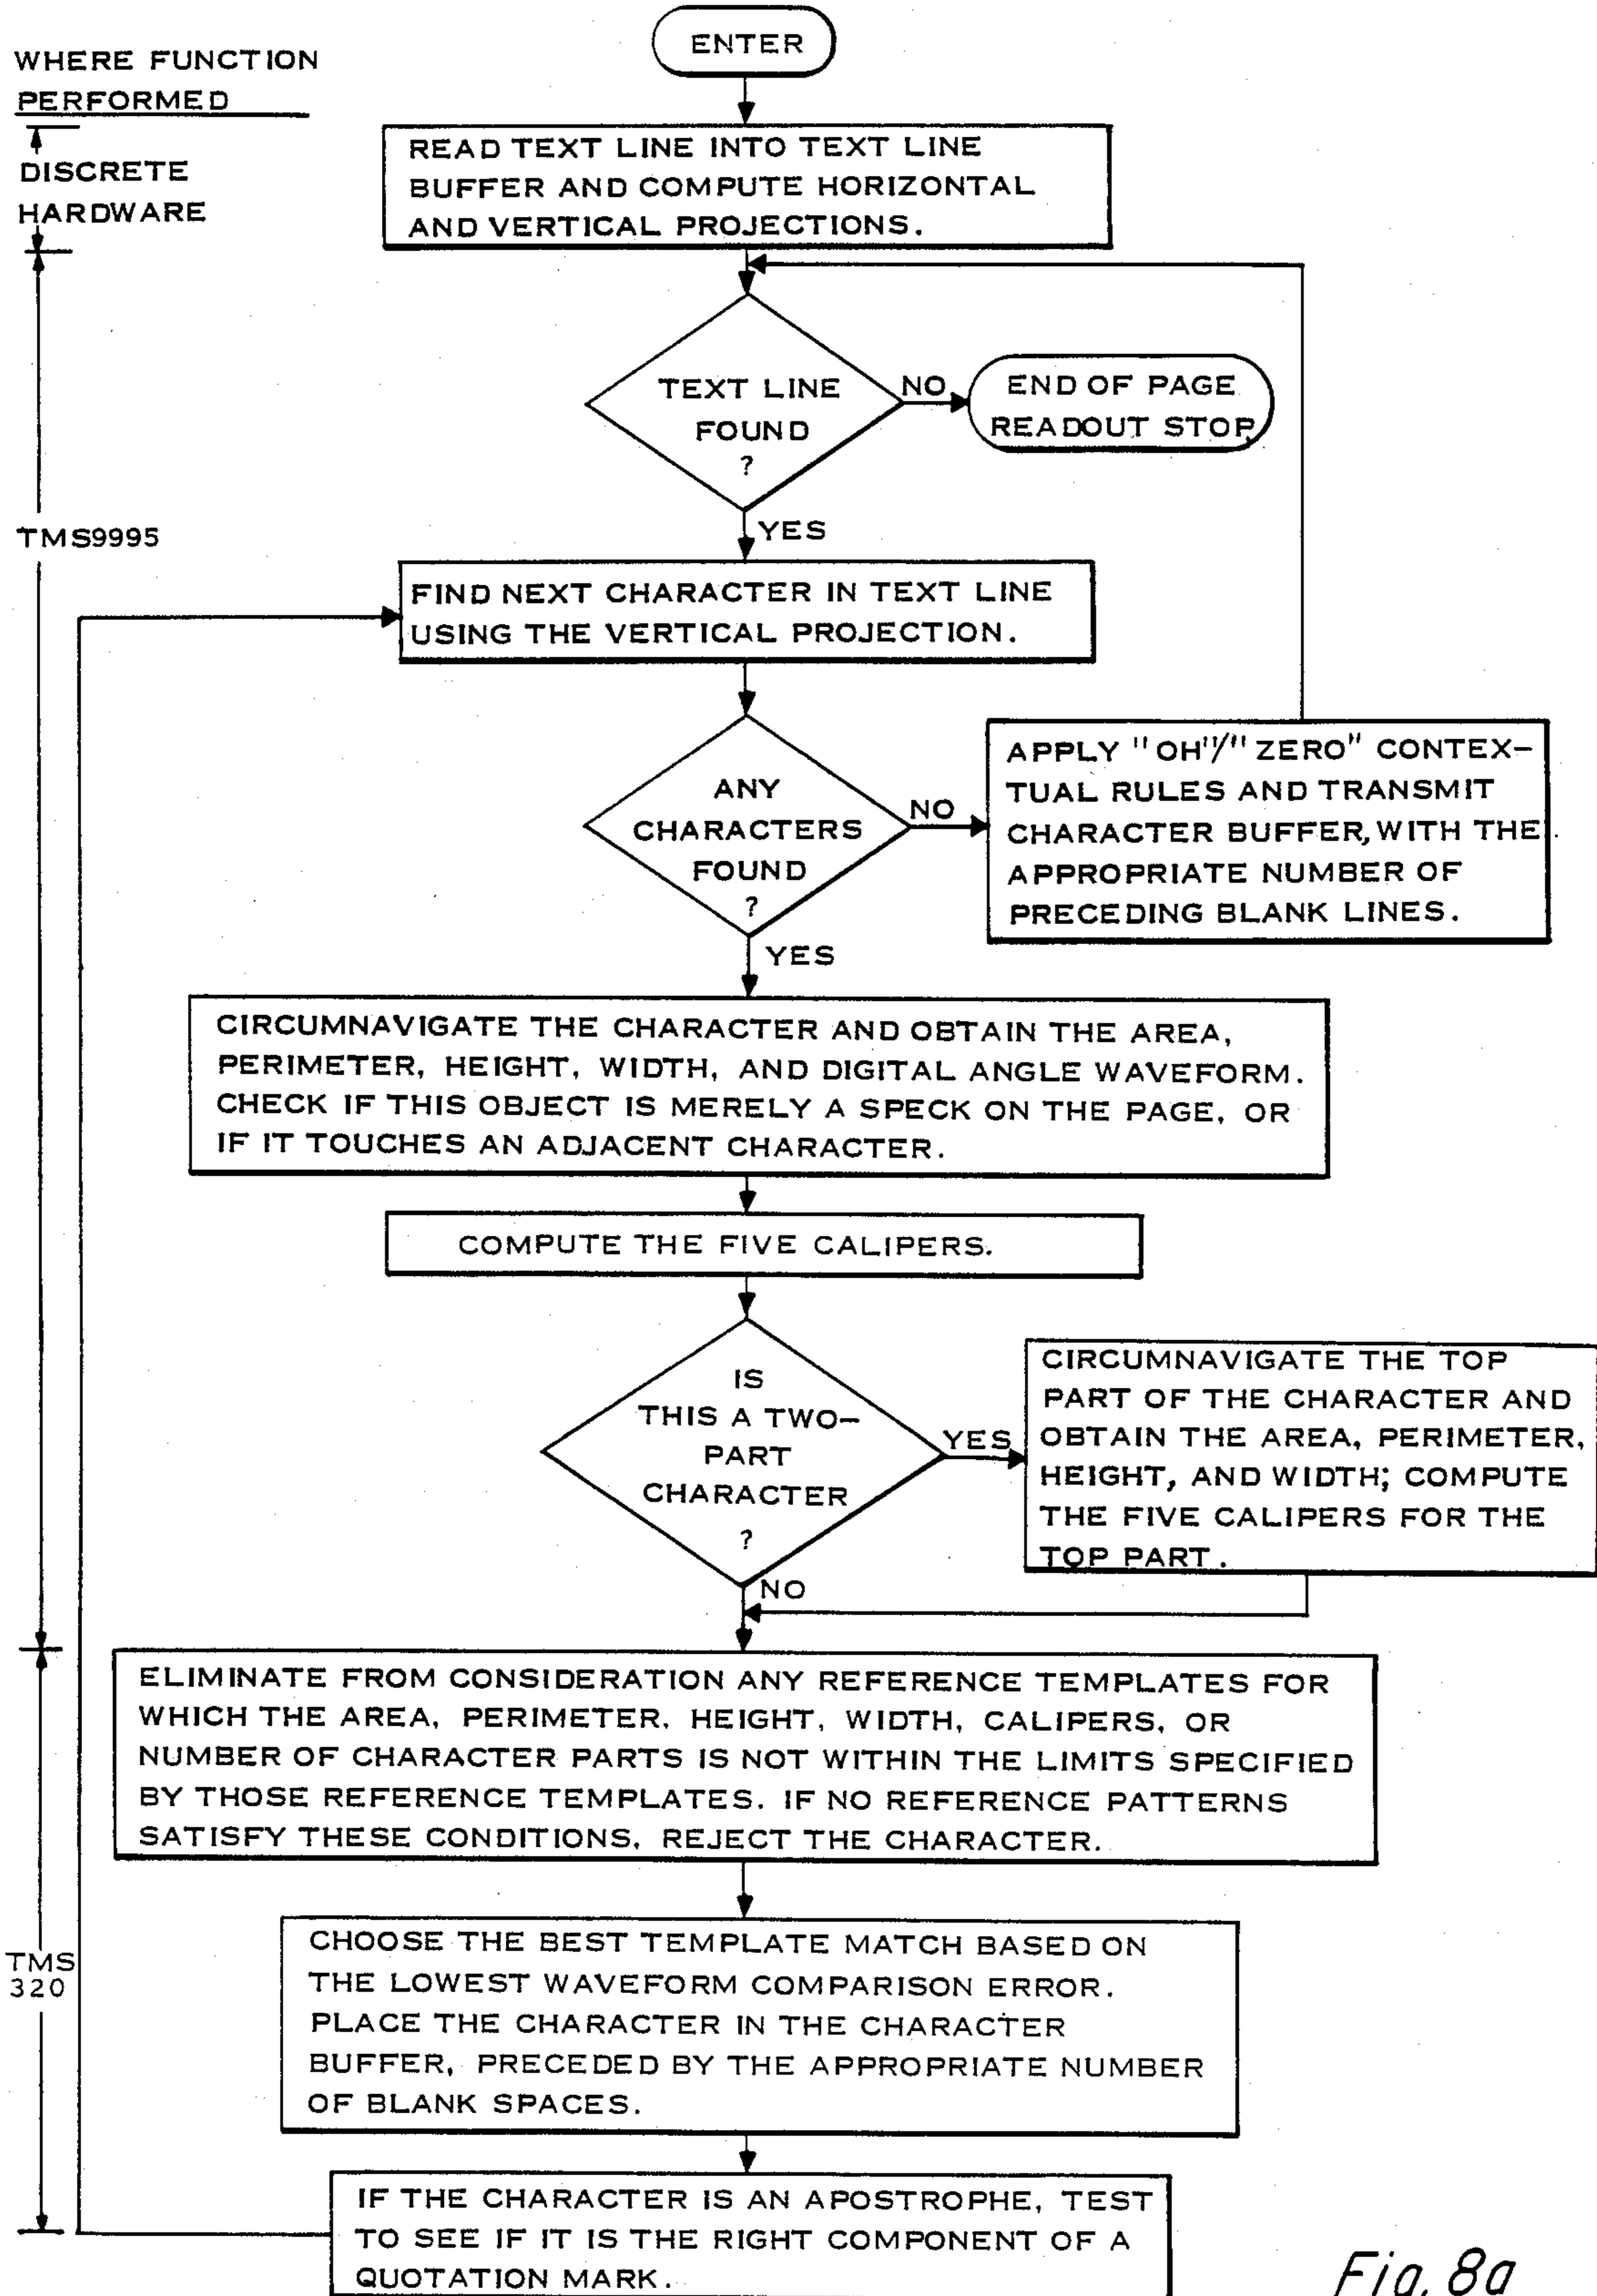 ENTER
WHERE FUNCTION
PERFORMED
DISCRETE
HARDWARE
READ TEXT LINE INTO TEXT LINE
BUFFER AND COMPUTE HORIZONTAL
AND VERTICAL PROJECTIONS.
TEXT LINE
FOUND
?
NO
END OF PAGE
READOUT STOP
YES
TMS9995
FIND NEXT CHARACTER IN TEXT LINE
USING THE VERTICAL PROJECTION.
ANY
CHARACTERS
FOUND
?
NO
APPLY "OH"/"ZERO" CONTEX-
TUAL RULES AND TRANSMIT
CHARACTER BUFFER, WITH THE
APPROPRIATE NUMBER OF
PRECEDING BLANK LINES.
YES
CIRCUMNAVIGATE THE CHARACTER AND OBTAIN THE AREA,
PERIMETER, HEIGHT, WIDTH, AND DIGITAL ANGLE WAVEFORM.
CHECK IF THIS OBJECT IS MERELY A SPECK ON THE PAGE, OR
IF IT TOUCHES AN ADJACENT CHARACTER.
COMPUTE THE FIVE CALIPERS.
IS
THIS A TWO-
PART
CHARACTER
?
YES
CIRCUMNAVIGATE THE TOP
PART OF THE CHARACTER AND
OBTAIN THE AREA, PERIMETER,
HEIGHT, AND WIDTH; COMPUTE
THE FIVE CALIPERS FOR THE
TOP PART.
NO
ELIMINATE FROM CONSIDERATION ANY REFERENCE TEMPLATES FOR
WHICH THE AREA, PERIMETER, HEIGHT, WIDTH, CALIPERS, OR
NUMBER OF CHARACTER PARTS IS NOT WITHIN THE LIMITS SPECIFIED
BY THOSE REFERENCE TEMPLATES. IF NO REFERENCE PATTERNS
SATISFY THESE CONDITIONS, REJECT THE CHARACTER.
TMS
320
CHOOSE THE BEST TEMPLATE MATCH BASED ON
THE LOWEST WAVEFORM COMPARISON ERROR.
PLACE THE CHARACTER IN THE CHARACTER
BUFFER, PRECEDED BY THE APPROPRIATE NUMBER
OF BLANK SPACES.
IF THE CHARACTER IS AN APOSTROPHE, TEST
TO SEE IF IT IS THE RIGHT COMPONENT OF A
QUOTATION MARK.
Fig. 8a